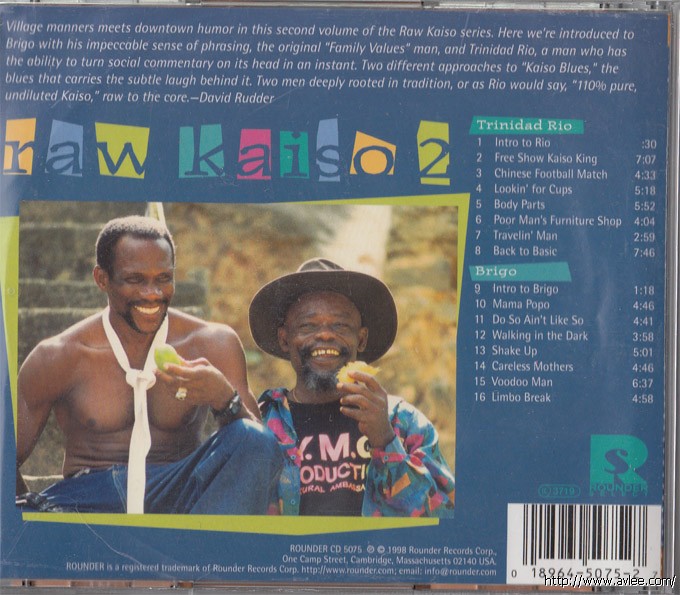 Village manners meets downtown humor in this second volume of the Raw Kaiso series. Here we're introduced to
Brigo with his impeccable sense of phrasing, the original "Family Values" man, and Trinidad Rio, a man who has
the ability to turn social commentary on its head in an instant. Two different approaches to "Kaiso Blues," the
blues that carries the subtle laugh behind it. Two men deeply rooted in tradition, or as Rio would say, "110% pure,
undiluted Kaiso," raw to the core.—David Rudder
raw kaiso 2
Trinidad Rio
1 Intro to Rio :30
2 Free Show Kaiso King 7:07
3 Chinese Football Match 4:33
4 Lookin' for Cups 5:18
5 Body Parts 5:52
6 Poor Man's Furniture Shop 4:04
7 Travelin' Man 2:59
8 Back to Basic 7:46
Brigo
9 Intro to Brigo 1:18
10 Mama Popo 4:46
11 Do So Ain't Like So 4:41
12 Walking in the Dark 3:58
13 Shake Up 5:01
14 Careless Mothers 4:46
15 Voodoo Man 6:37
16 Limbo Break 4:58
Y.M.
ODUCTI
URAL AMBASSA
R S
ROUNDER
ROUNDER CD 5075 ℗ © 1998 Rounder Records Corp.,
One Camp Street, Cambridge, Massachusetts 02140 USA.
ROUNDER is a registered trademark of Rounder Records Corp. http://www.rounder.com; email: info@rounder.com
0 18964-5075-2
http://www.avlee.com/